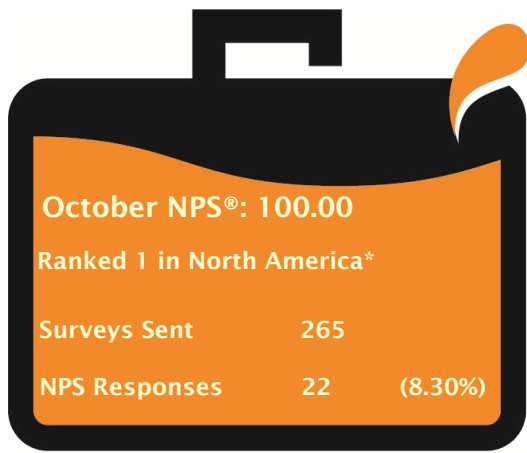 October NPS®: 100.00
Ranked 1 in North America*
Surveys Sent 265
NPS Responses 22 (8.30%)